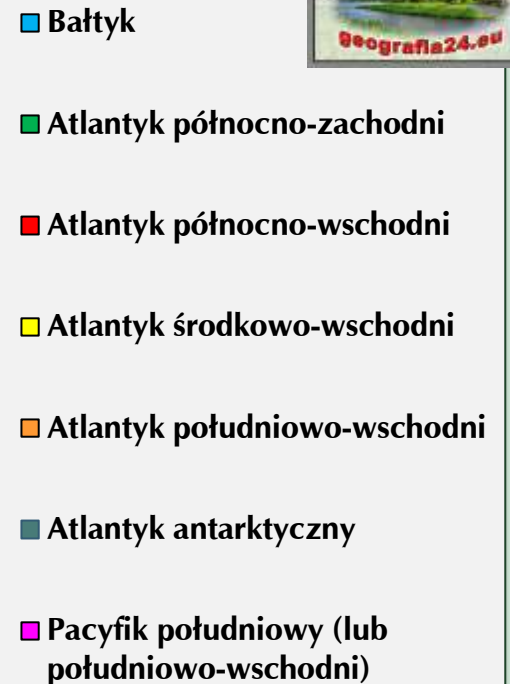 Bałtyk
geografia24.eu
Atlantyk północno-zachodni
Atlantyk północno-wschodni
Atlantyk środkowo-wschodni
Atlantyk południowo-wschodni
Atlantyk antarktyczny
Pacyfik południowy (lub
południowo-wschodni)